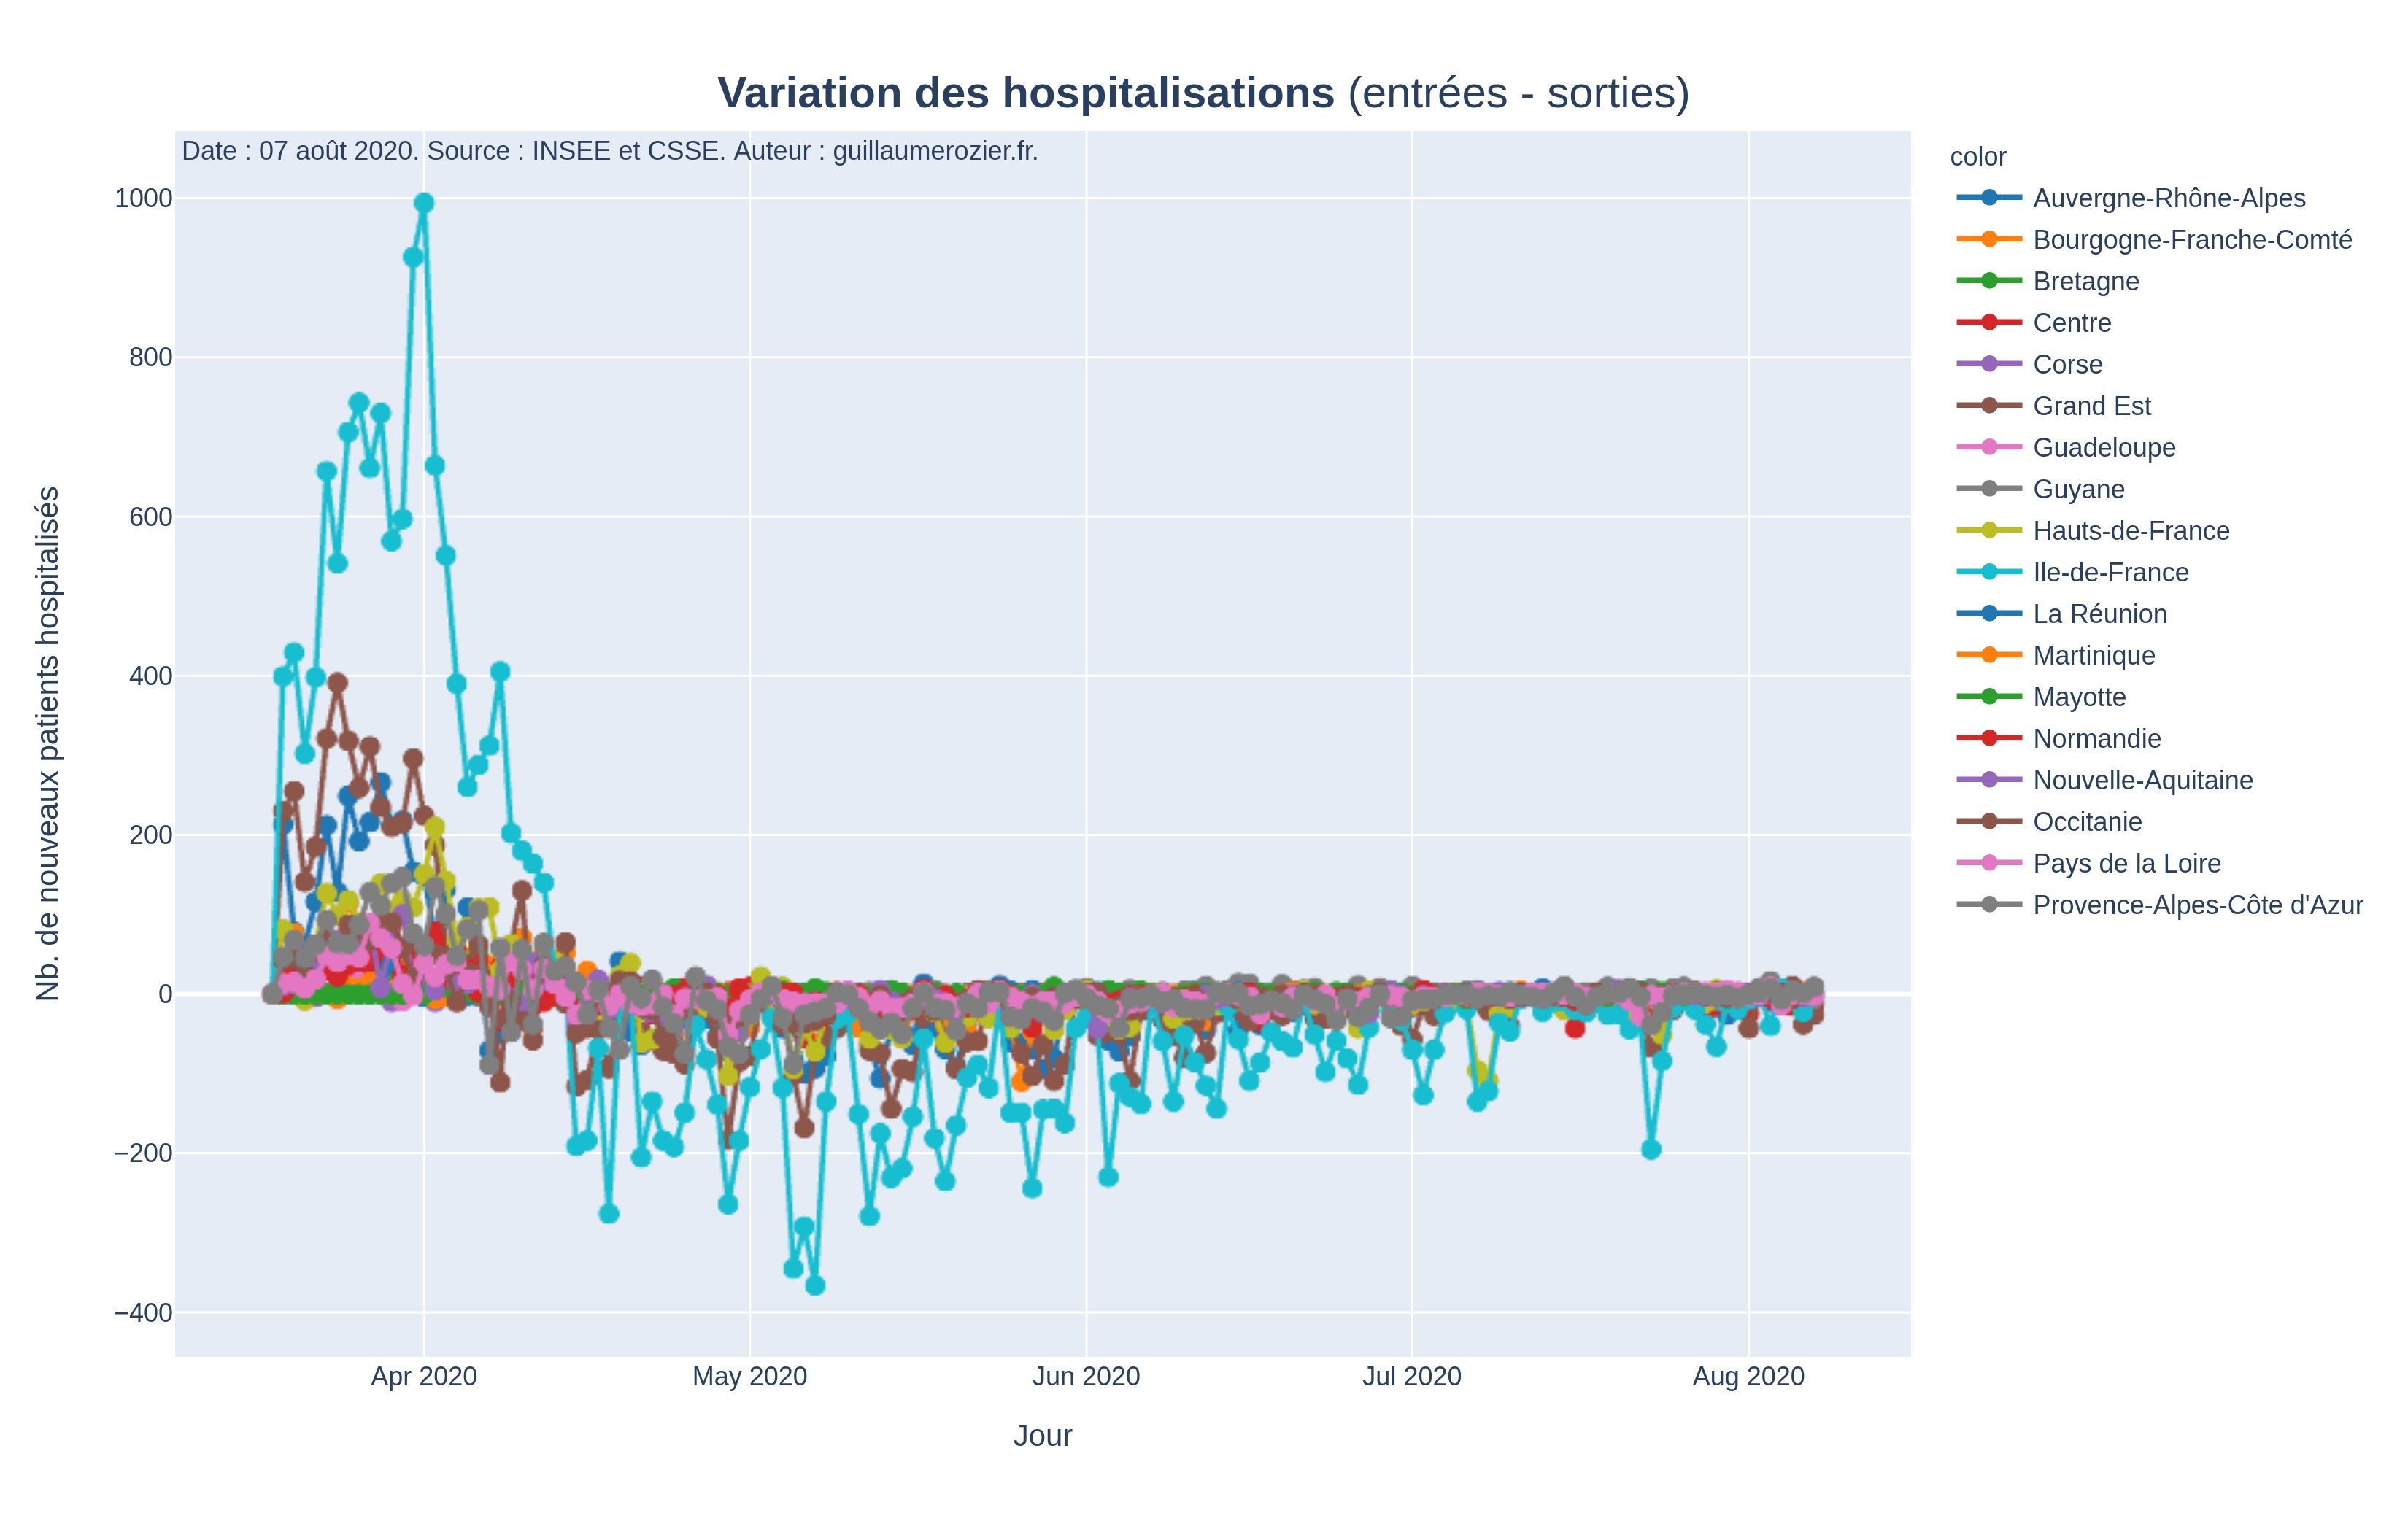 Variation des hospitalisations (entrées - sorties)
Date : 07 août 2020. Source : INSEE et CSSE. Auteur : guillaumerozier.fr.
Nb. de nouveaux patients hospitalisés
1000
800
600
400
200
0
−200
−400
Apr 2020
May 2020
Jun 2020
Jul 2020
Aug 2020
Jour
color
Auvergne-Rhône-Alpes
Bourgogne-Franche-Comté
Bretagne
Centre
Corse
Grand Est
Guadeloupe
Guyane
Hauts-de-France
Ile-de-France
La Réunion
Martinique
Mayotte
Normandie
Nouvelle-Aquitaine
Occitanie
Pays de la Loire
Provence-Alpes-Côte d'Azur